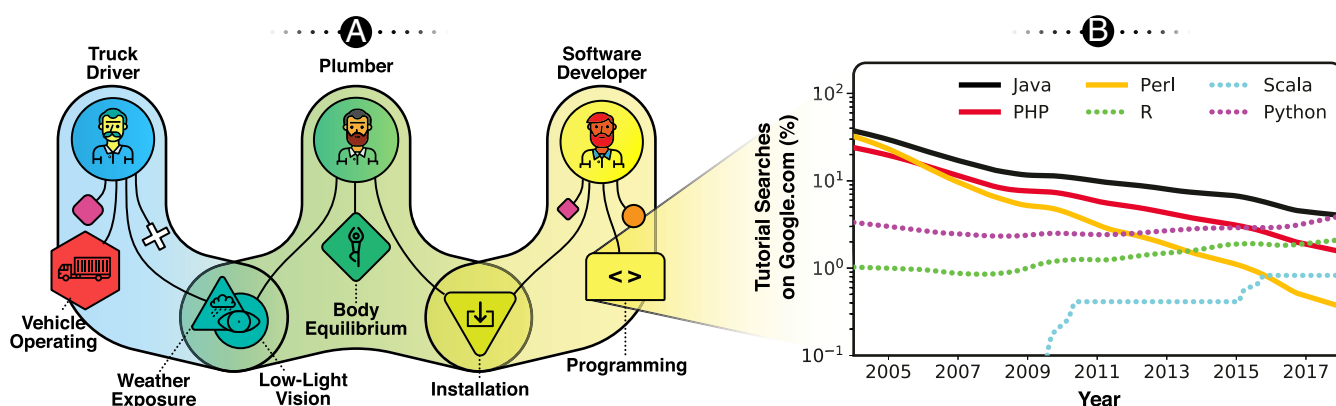 A
Truck
Driver
Plumber
Software
Developer
Vehicle
Operating
Weather
Exposure
Low-Light
Vision
Body
Equilibrium
Installation
< >
Programming
B
Java
PHP
Perl
R
Scala
Python
Tutorial Searches
on Google.com (%)
10²
10¹
10⁰
10⁻¹
2005 2007 2009 2011 2013 2015 2017
Year